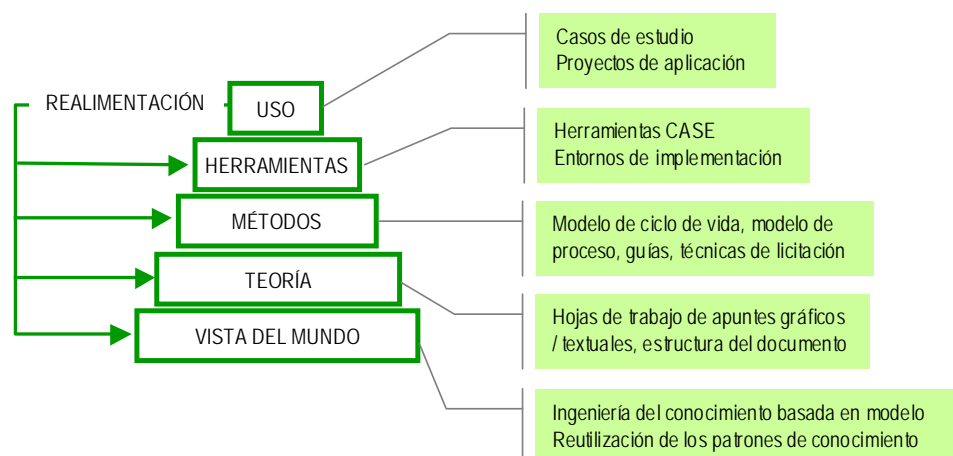 REALIMENTACIÓN
USO
Casos de estudio
Proyectos de aplicación
HERRAMIENTAS
Herramientas CASE
Entornos de implementación
MÉTODOS
Modelo de ciclo de vida, modelo de
proceso, guías, técnicas de licitación
TEORÍA
Hojas de trabajo de apuntes gráficos
/ textuales, estructura del documento
VISTA DEL MUNDO
Ingeniería del conocimiento basada en modelo
Reutilización de los patrones de conocimiento